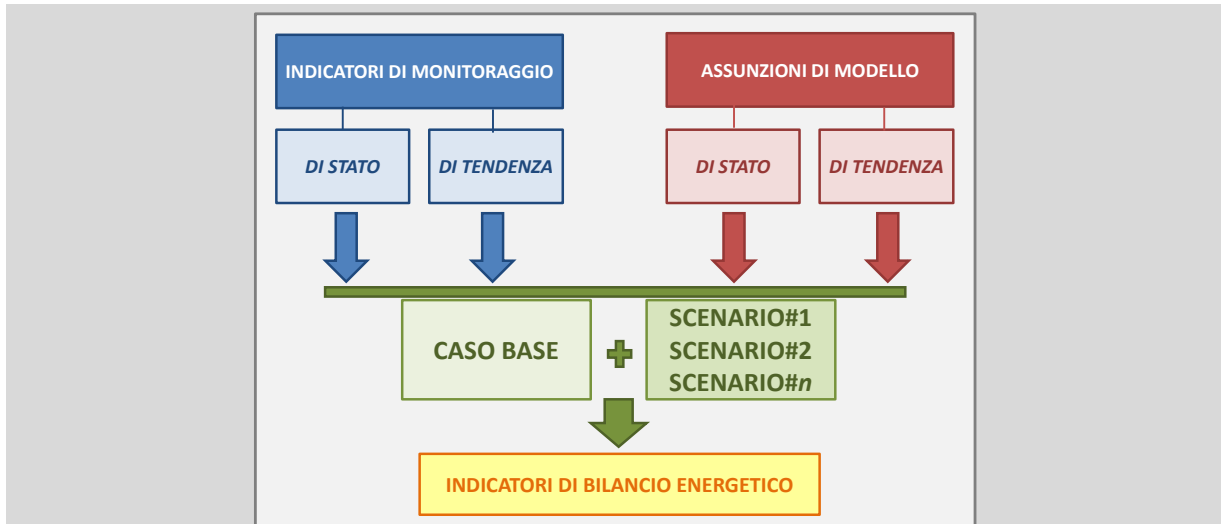 INDICATORI DI MONITORAGGIO
ASSUNZIONI DI MODELLO
DI STATO
DI TENDENZA
DI STATO
DI TENDENZA
CASO BASE
SCENARIO#1
SCENARIO#2
SCENARIO#n
INDICATORI DI BILANCIO ENERGETICO